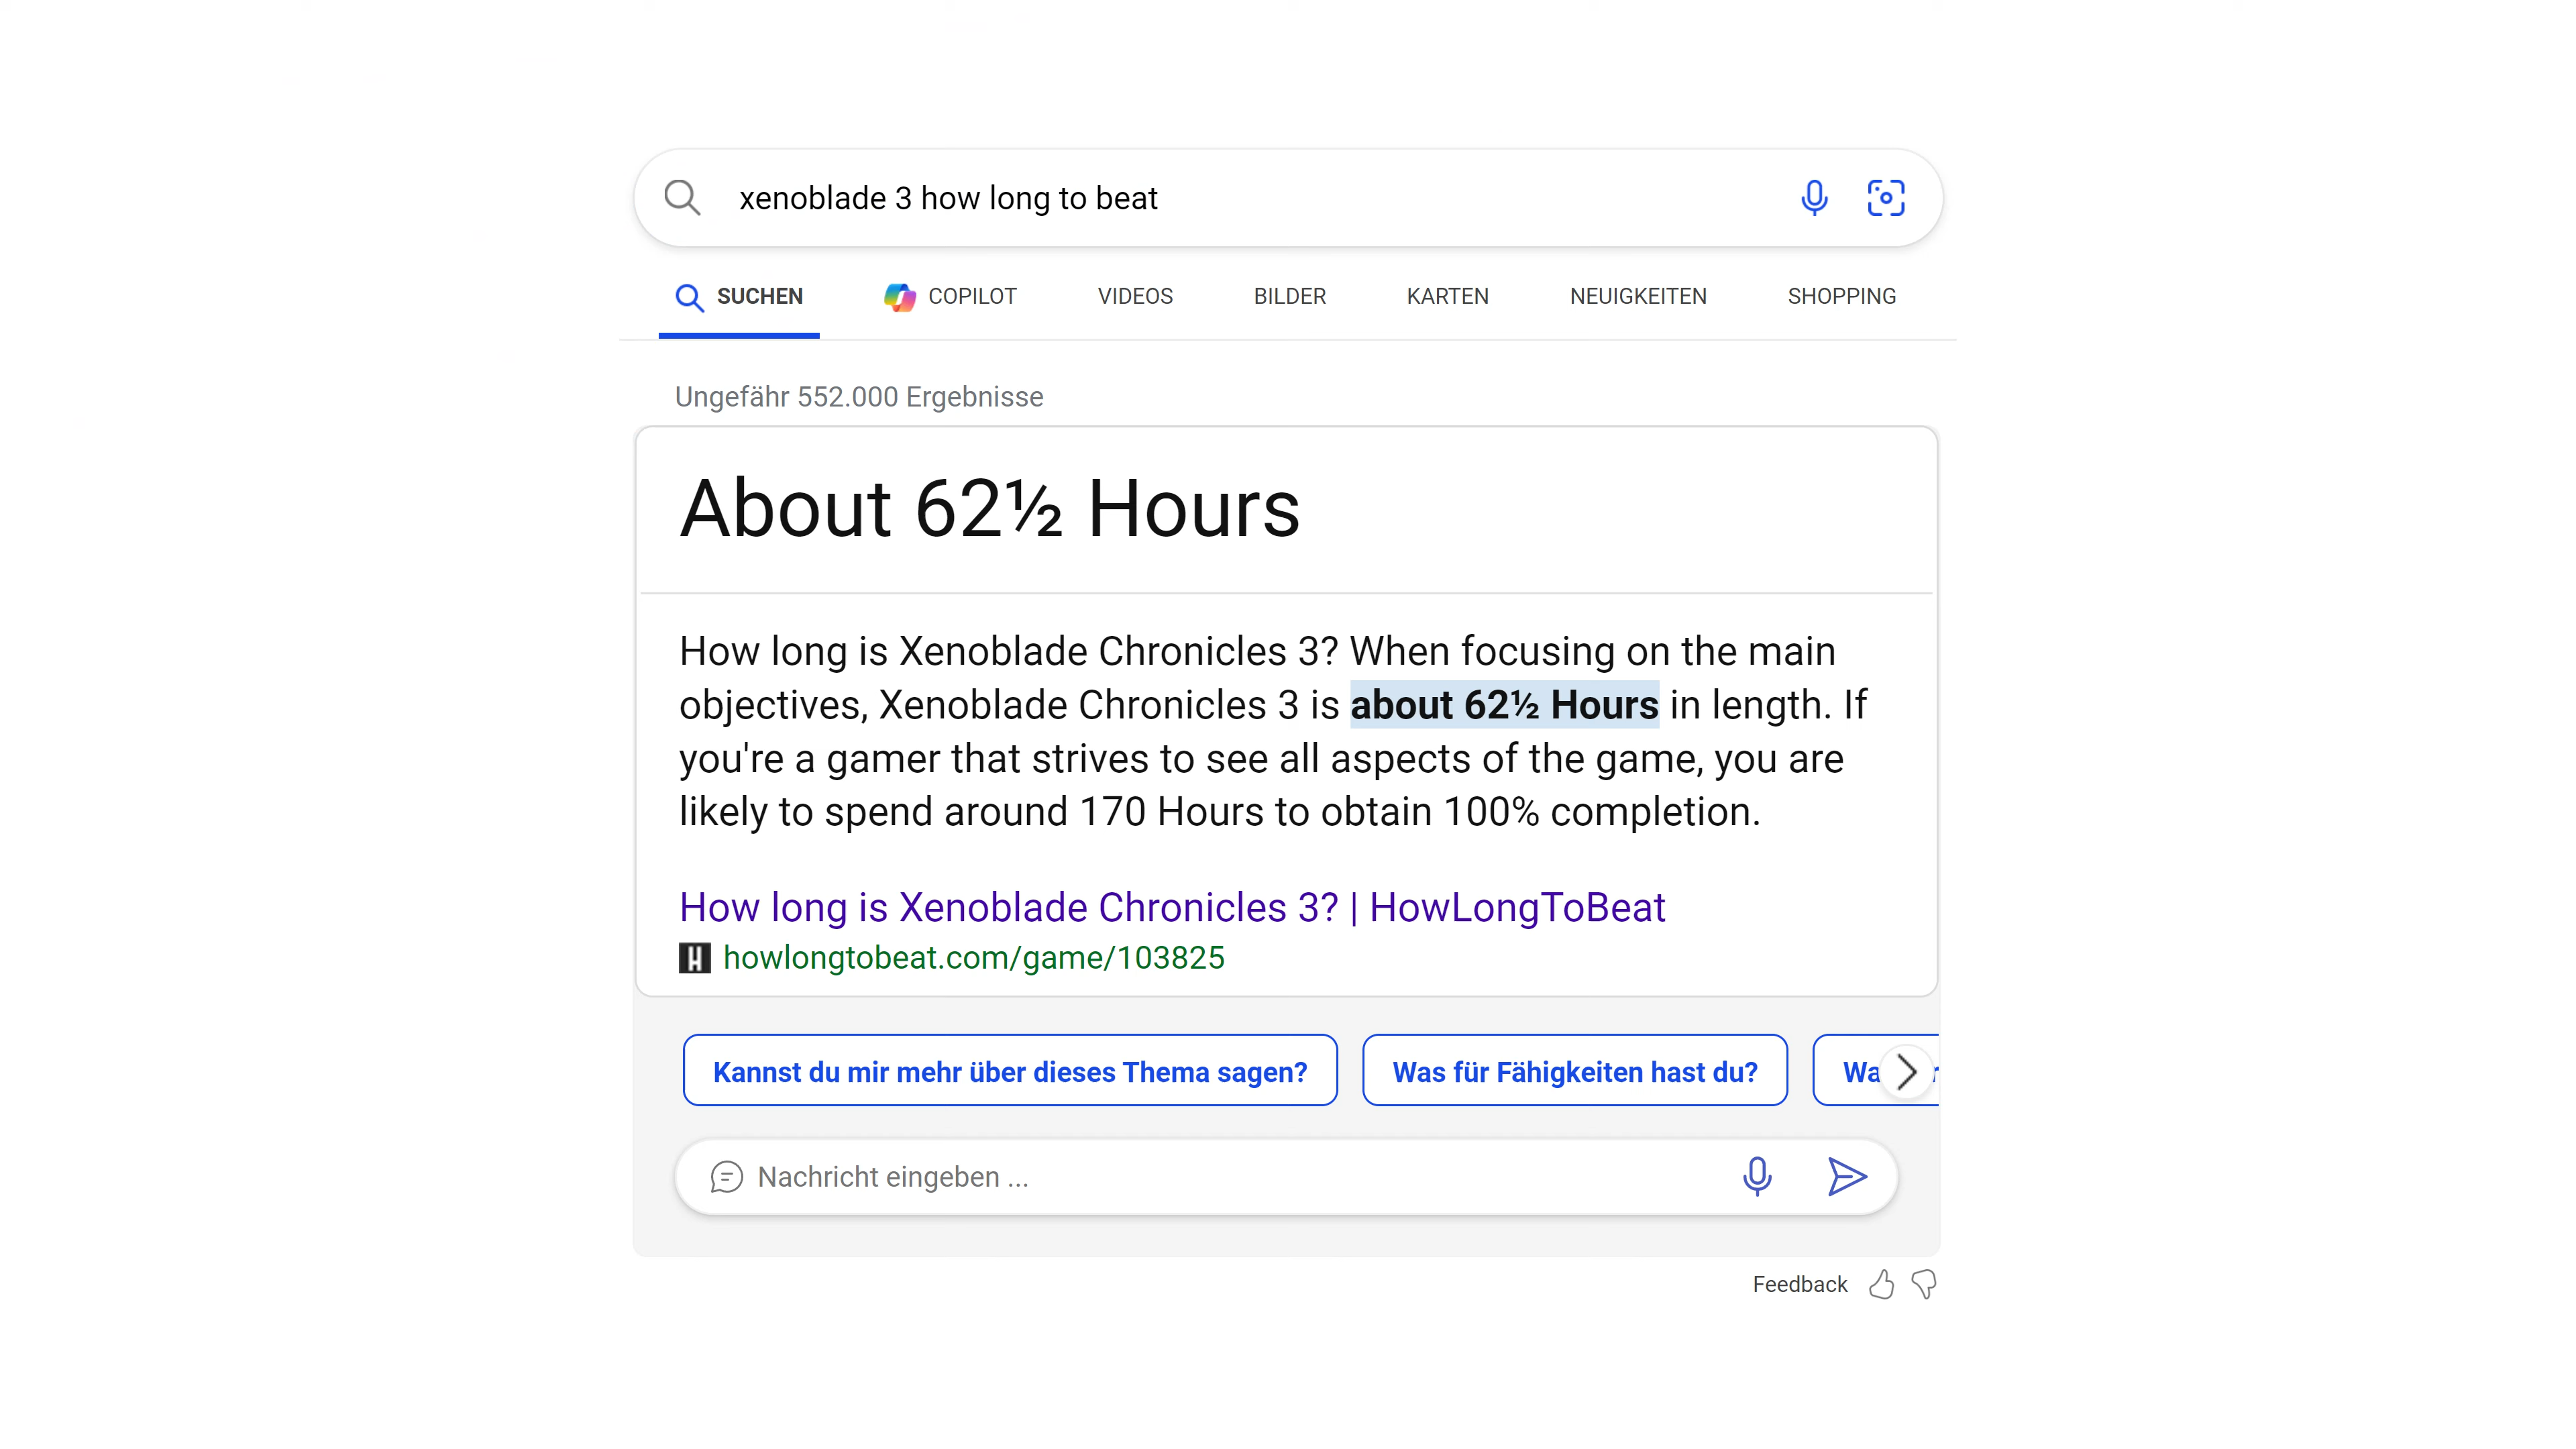 xenoblade 3 how long to beat
SUCHEN COPILOT VIDEOS BILDER KARTEN NEUIGKEITEN SHOPPING
Ungefähr 552.000 Ergebnisse
About 62½ Hours
How long is Xenoblade Chronicles 3? When focusing on the main
objectives, Xenoblade Chronicles 3 is about 62½ Hours in length. If
you're a gamer that strives to see all aspects of the game, you are
likely to spend around 170 Hours to obtain 100% completion.
How long is Xenoblade Chronicles 3? | HowLongToBeat
H howlongtobeat.com/game/103825
Kannst du mir mehr über dieses Thema sagen? Was für Fähigkeiten hast du?
Nachricht eingeben ...
Feedback